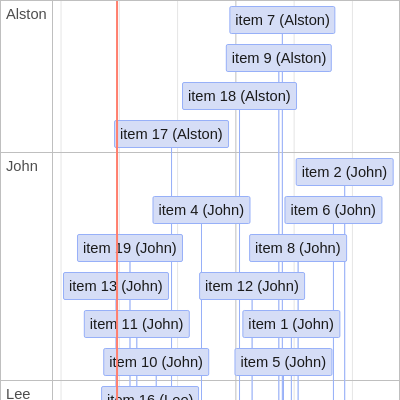 Alston
item 7 (Alston)
item 9 (Alston)
item 18 (Alston)
item 17 (Alston)
John
item 2 (John)
item 4 (John)
item 6 (John)
item 19 (John)
item 8 (John)
item 13 (John)
item 12 (John)
item 11 (John)
item 1 (John)
item 10 (John)
item 5 (John)
Lee
item 16 (Lee)